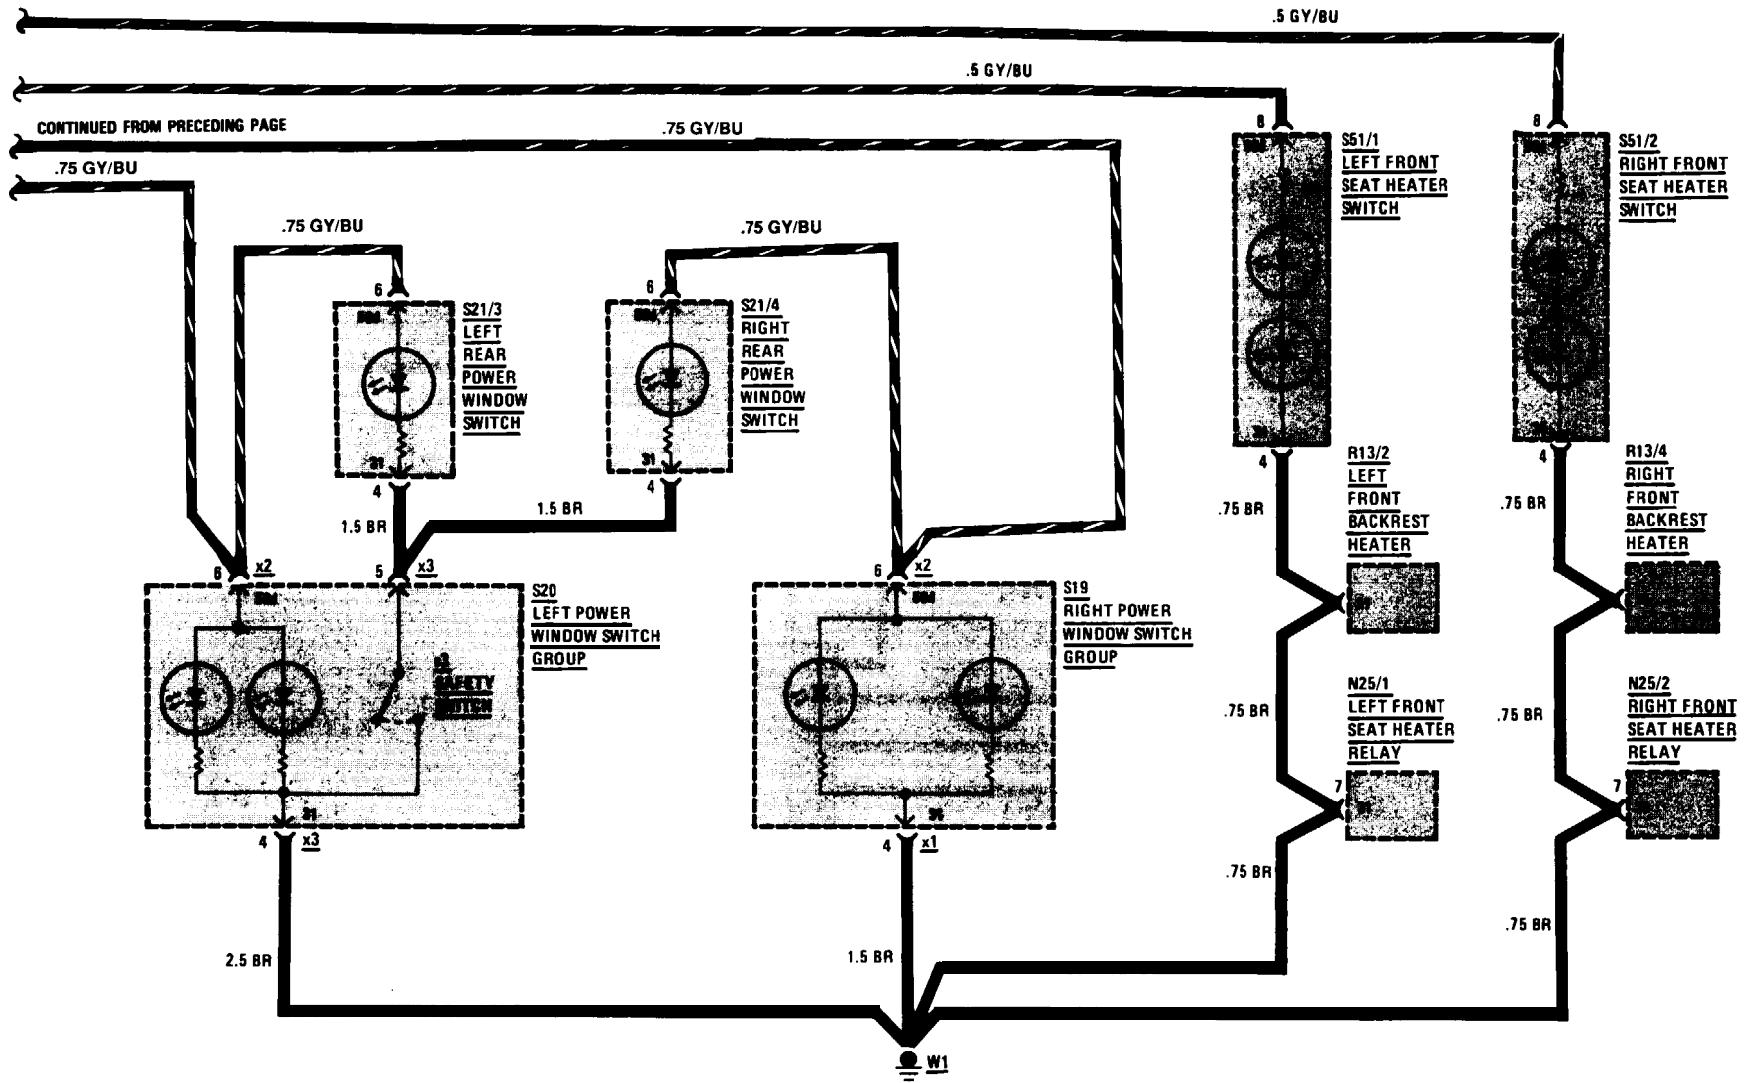 .5 GY/BU
.5 GY/BU
CONTINUED FROM PRECEDING PAGE
.75 GY/BU
.75 GY/BU
.75 GY/BU
.75 GY/BU
8
S51/1
LEFT FRONT
SEAT HEATER
SWITCH
8
S51/2
RIGHT FRONT
SEAT HEATER
SWITCH
6
S21/3
LEFT
REAR
POWER
WINDOW
SWITCH
31
4
6
S21/4
RIGHT
REAR
POWER
WINDOW
SWITCH
31
4
1.5 BR
1.5 BR
4
.75 BR
R13/2
LEFT
FRONT
BACKREST
HEATER
4
.75 BR
R13/4
RIGHT
FRONT
BACKREST
HEATER
6
x2
5
x3
S20
LEFT POWER
WINDOW SWITCH
GROUP
SAFETY
SWITCH
31
4
x3
6
x2
S19
RIGHT POWER
WINDOW SWITCH
GROUP
31
4
x1
.75 BR
N25/1
LEFT FRONT
SEAT HEATER
RELAY
7
31
.75 BR
N25/2
RIGHT FRONT
SEAT HEATER
RELAY
7
.75 BR
.75 BR
2.5 BR
1.5 BR
W1